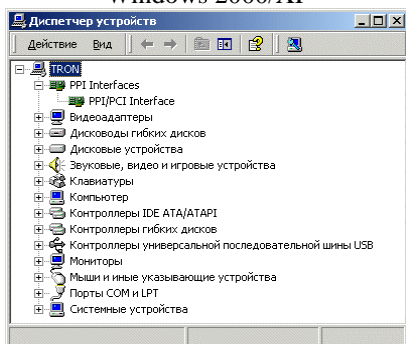 Windows 2000/XP
Диспетчер устройств
Действие Вид
TRON
PPI Interfaces
PPI/PCI Interface
Видеоадаптеры
Дисководы гибких дисков
Дисковые устройства
Звуковые, видео и игровые устройства
Клавиатуры
Компьютер
Контроллеры IDE ATA/ATAPI
Контроллеры гибких дисков
Контроллеры универсальной последовательной шины USB
Мониторы
Мыши и иные указывающие устройства
Порты COM и LPT
Системные устройства